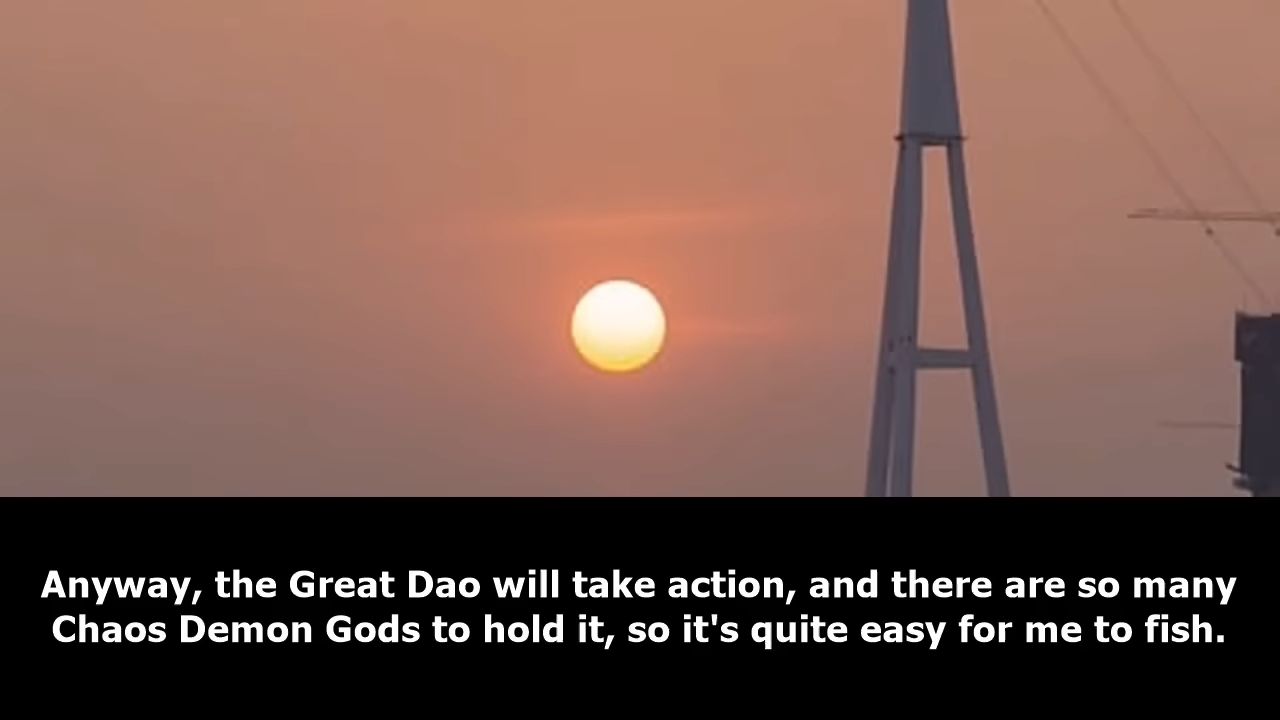 Anyway, the Great Dao will take action, and there are so many
Chaos Demon Gods to hold it, so it's quite easy for me to fish.